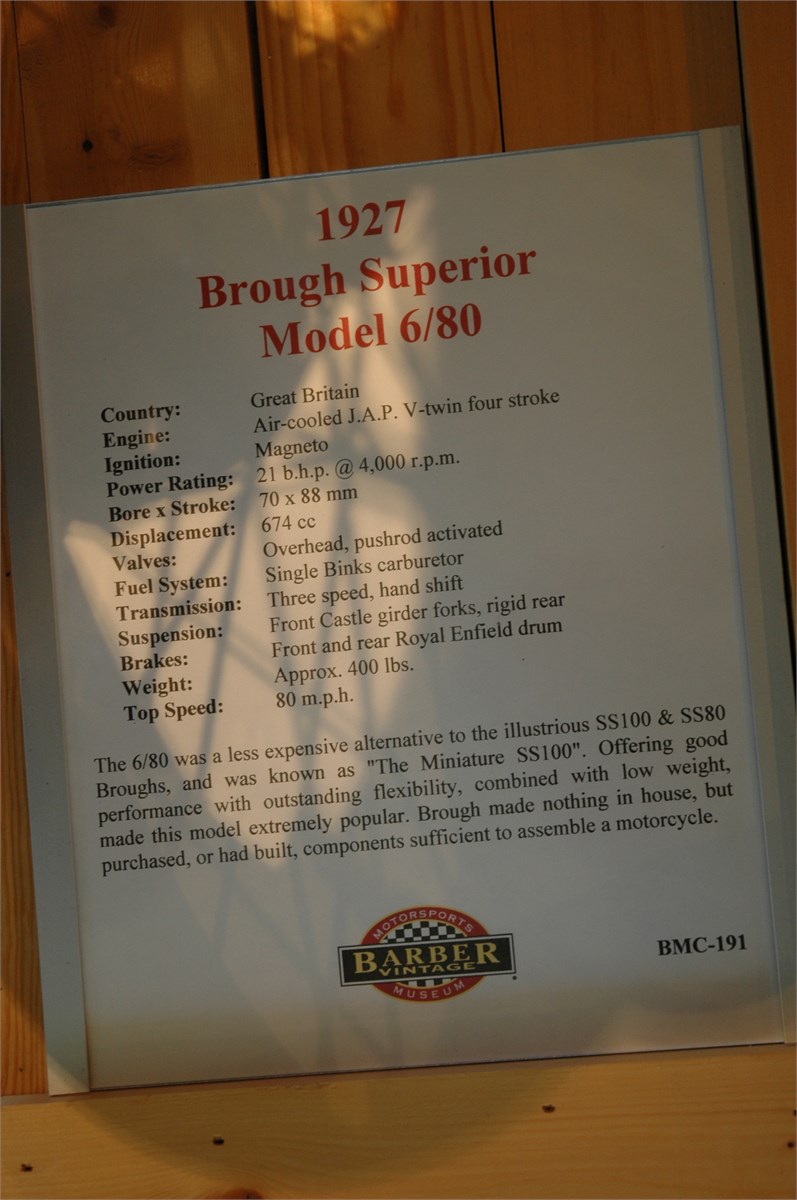 1927
Brough Superior
Model 6/80
Country: Great Britain
Engine: Air-cooled J.A.P. V-twin four stroke
Ignition: Magneto
Power Rating: 21 b.h.p. @ 4,000 r.p.m.
Bore x Stroke: 70 x 88 mm
Displacement: 674 cc
Valves: Overhead, pushrod activated
Fuel System: Single Binks carburetor
Transmission: Three speed, hand shift
Suspension: Front Castle girder forks, rigid rear
Brakes: Front and rear Royal Enfield drum
Weight: Approx. 400 lbs.
Top Speed: 80 m.p.h.
The 6/80 was a less expensive alternative to the illustrious SS100 & SS80
Broughs, and was known as "The Miniature SS100". Offering good
performance with outstanding flexibility, combined with low weight,
made this model extremely popular. Brough made nothing in house, but
purchased, or had built, components sufficient to assemble a motorcycle.
MOTORSPORTS
BARBER
VINTAGE
MUSEUM
BMC-191